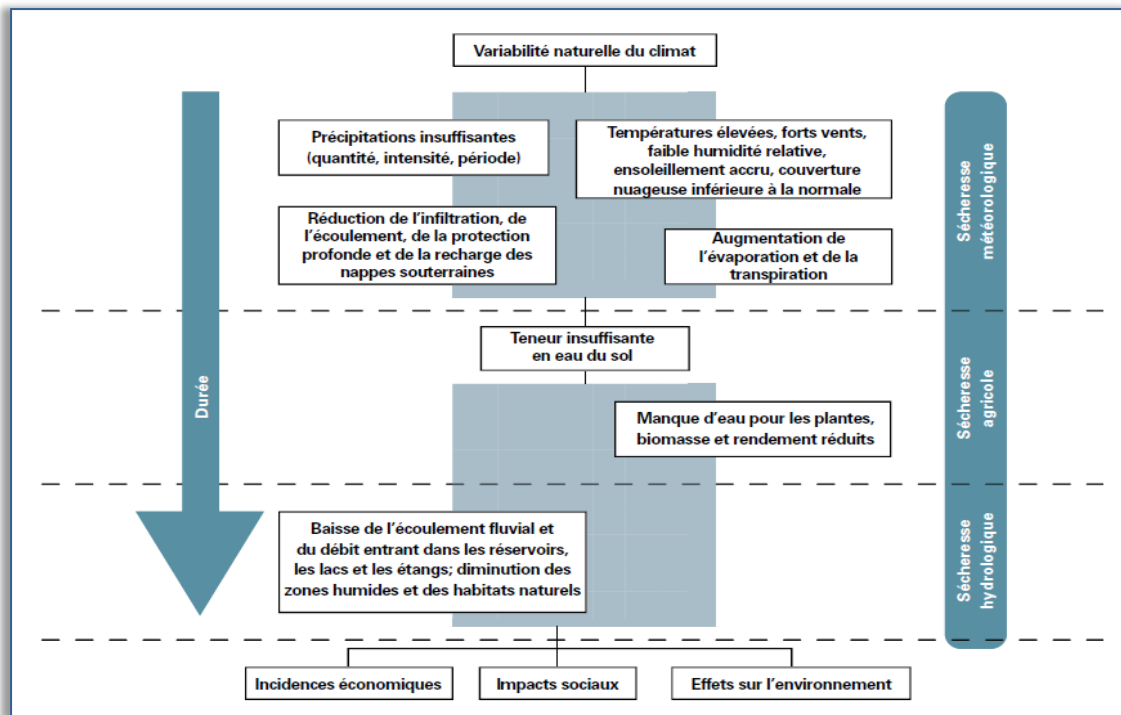 Variabilité naturelle du climat
Précipitations insuffisantes
(quantité, intensité, période)
Températures élevées, forts vents,
faible humidité relative,
ensoleillement accru, couverture
nuageuse inférieure à la normale
Réduction de l'infiltration, de
l'écoulement, de la protection
profonde et de la recharge des
nappes souterraines
Augmentation de
l'évaporation et de la
transpiration
Sécheresse
météorologique
Durée
Teneur insuffisante
en eau du sol
Manque d'eau pour les plantes,
biomasse et rendement réduits
Sécheresse
agricole
Baisse de l'écoulement fluvial et
du débit entrant dans les réservoirs,
les lacs et les étangs; diminution des
zones humides et des habitats naturels
Sécheresse
hydrologique
Incidences économiques
Impacts sociaux
Effets sur l'environnement